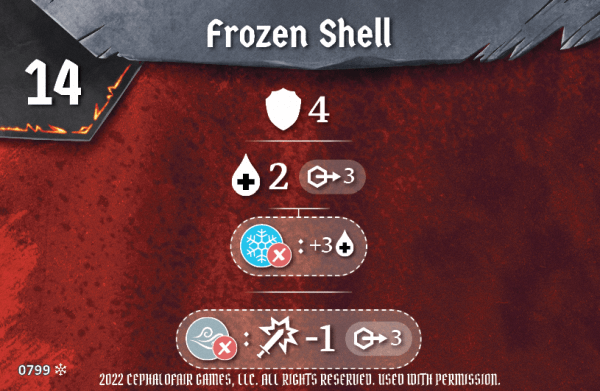 Frozen Shell
14
4
2 3
: +3
: -1 3
0799
2022 CEPHALOFAIR GAMES, LLC. ALL RIGHTS RESERVED. USED WITH PERMISSION.